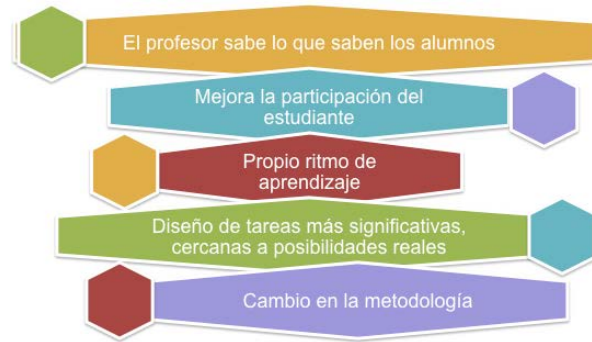 El profesor sabe lo que saben los alumnos
Mejora la participación del
estudiante
Propio ritmo de
aprendizaje
Diseño de tareas más significativas,
cercanas a posibilidades reales
Cambio en la metodología